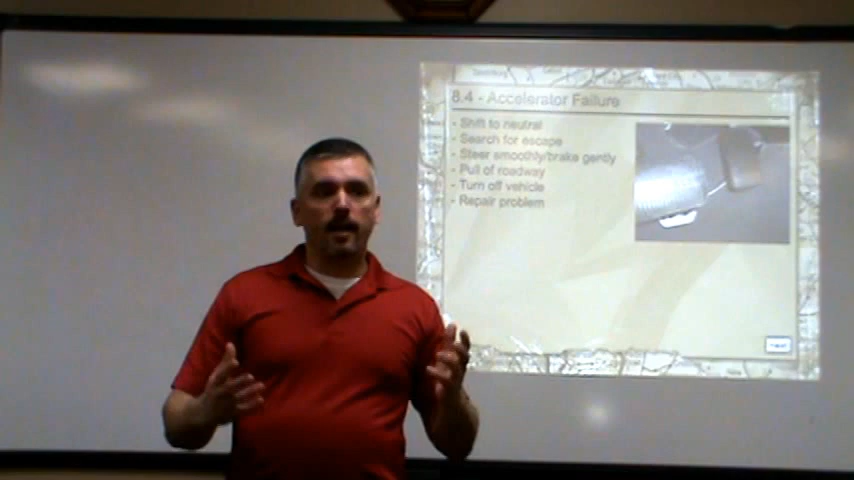 8.4 - Accelerator Failure
- Shift to neutral
- Search for escape
- Steer smoothly/brake gently
- Pull of roadway
- Turn off vehicle
- Repair problem